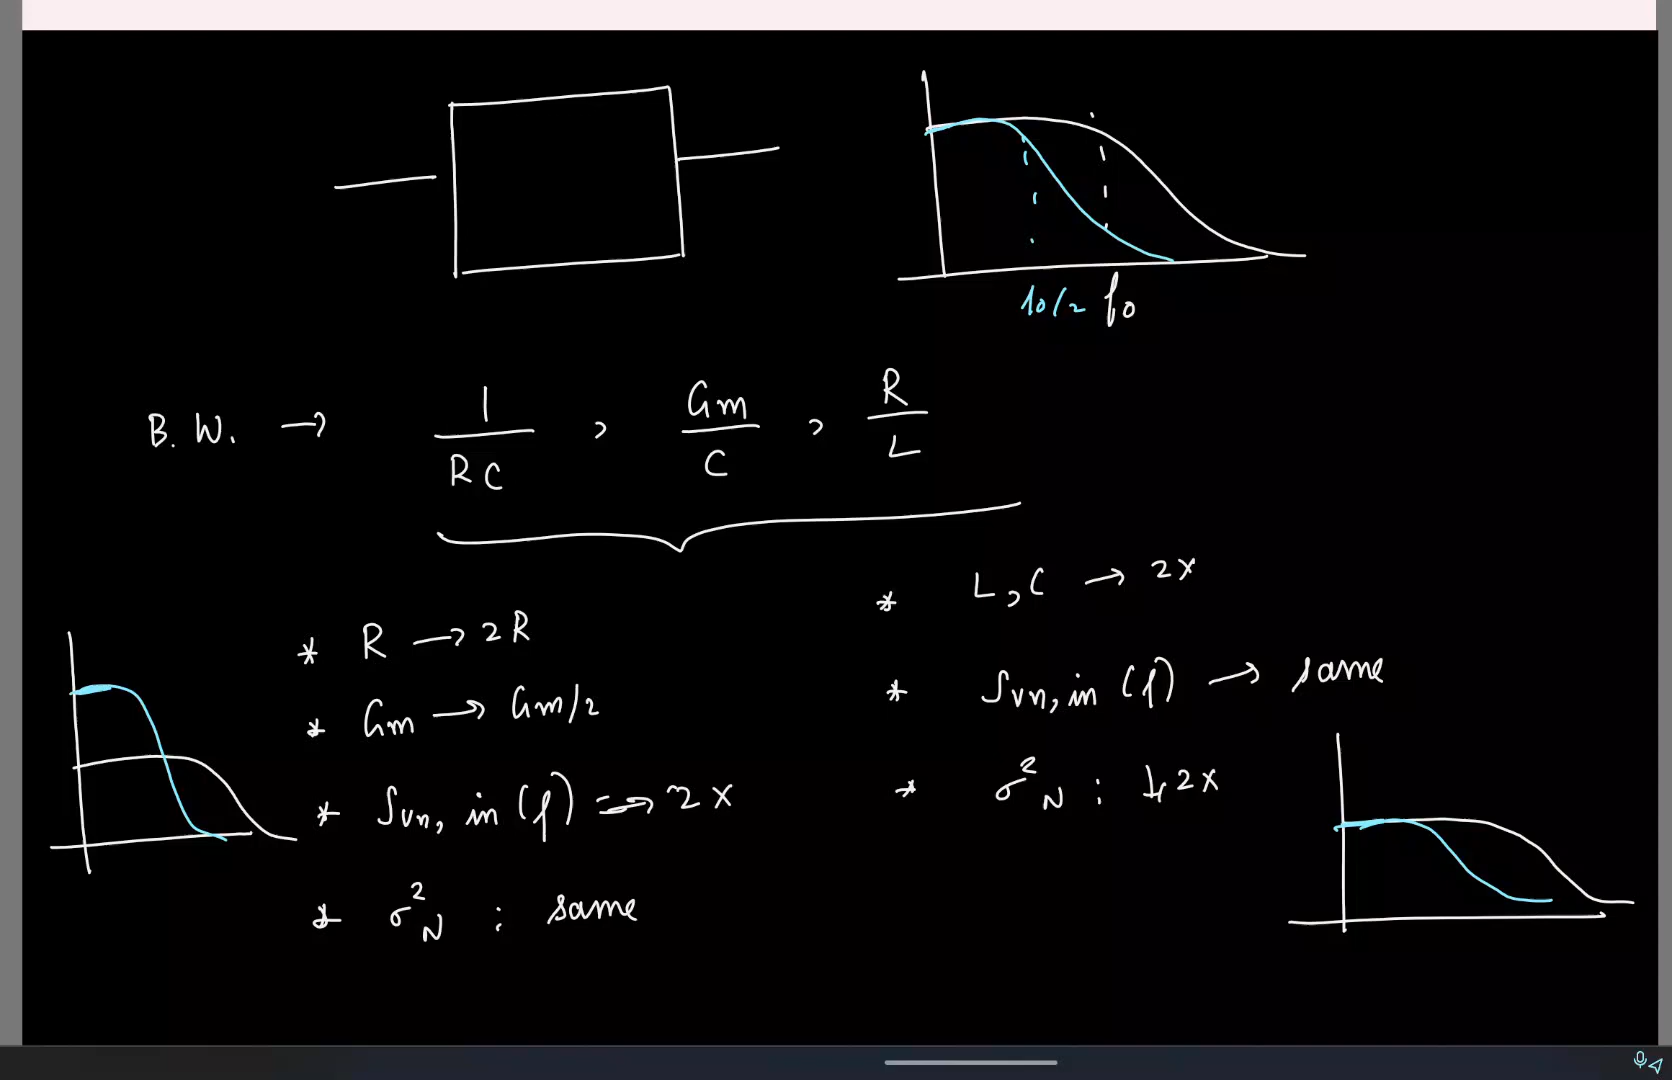 f0/2 f0
B. W. → 1/RC , Gm/C , R/L
* R → 2R
* Gm → Gm/2
* Svn, in (f) → 2x
* σ²N : same
* L, C → 2x
* Svn, in (f) → same
* σ²N : ↓ 2x